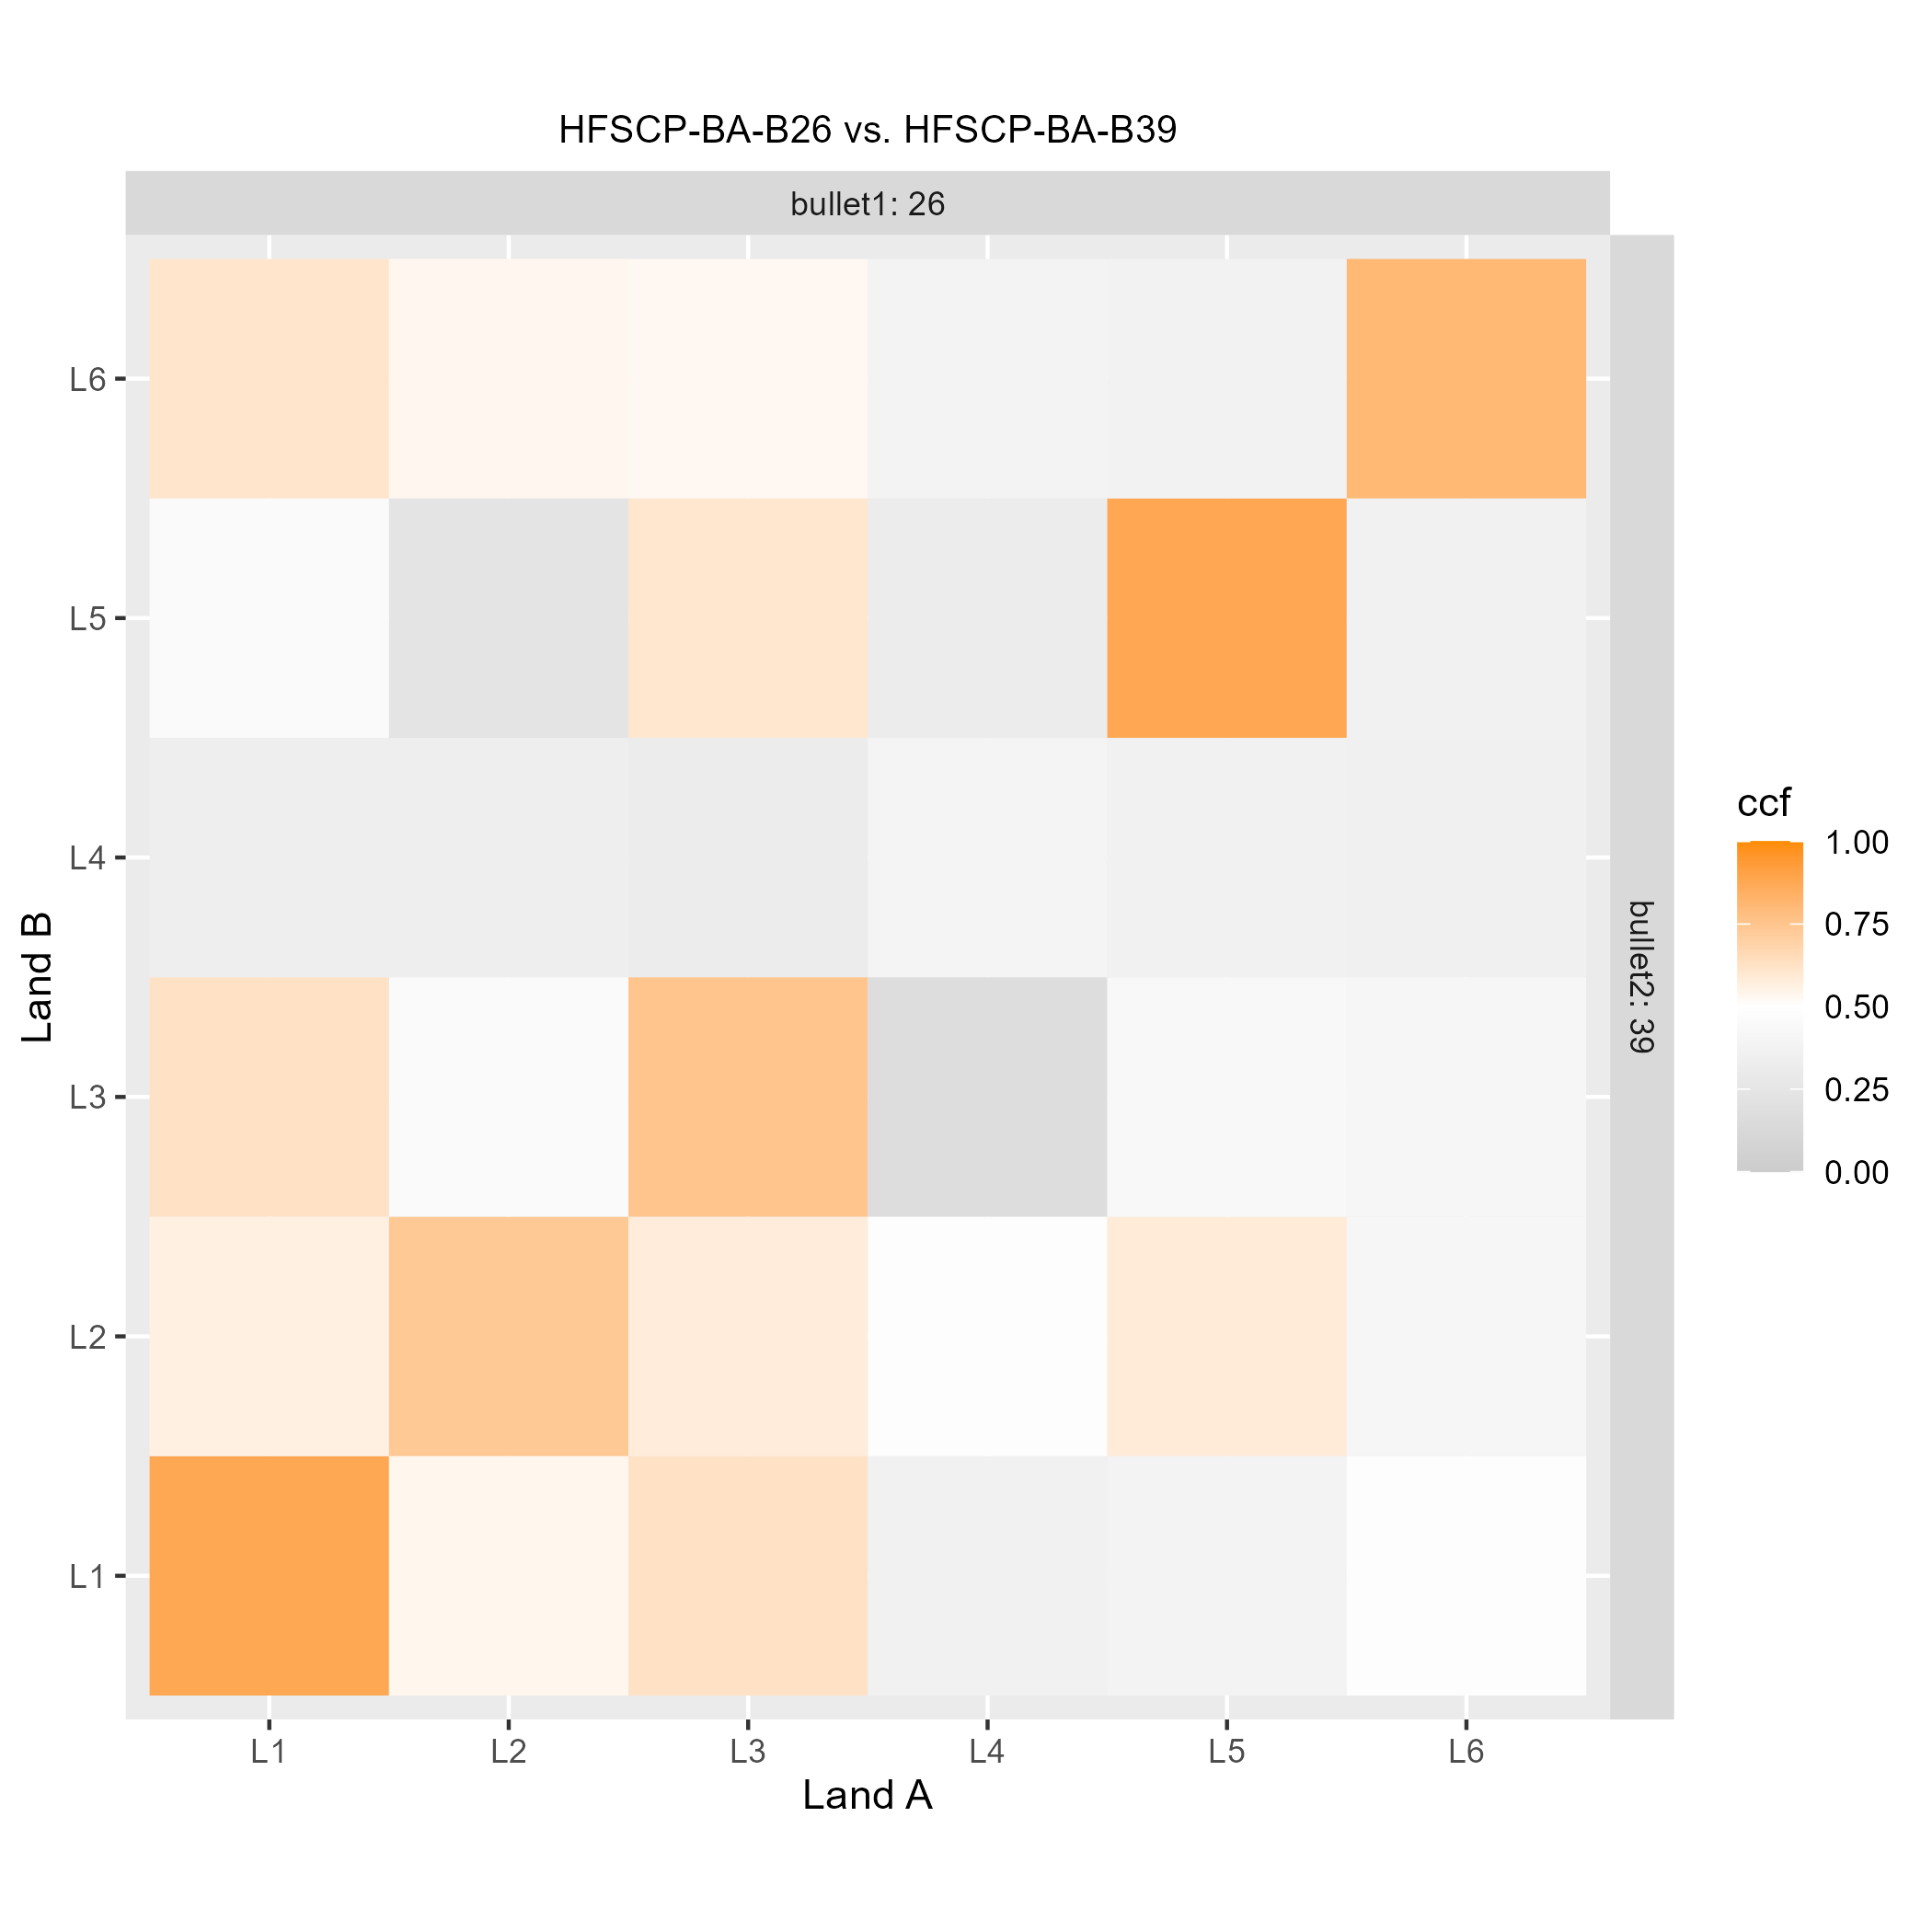 HFSCP-BA-B26 vs. HFSCP-BA-B39
bullet1: 26
L6
L5
L4
L3
L2
L1
Land B
bullet2: 39
ccf
1.00
0.75
0.50
0.25
0.00
L1 L2 L3 L4 L5 L6
Land A